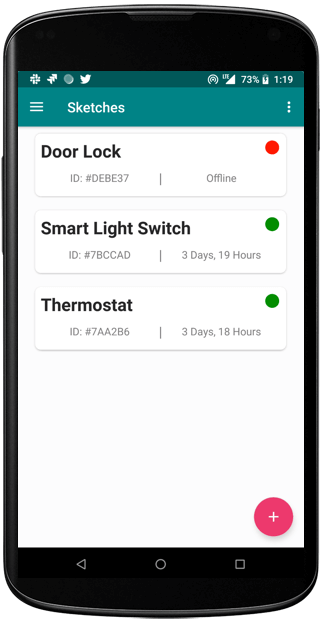 73% 1:19
Sketches
Door Lock
ID: #DEBE37 | Offline
Smart Light Switch
ID: #7BCCAD | 3 Days, 19 Hours
Thermostat
ID: #7AA2B6 | 3 Days, 18 Hours
+